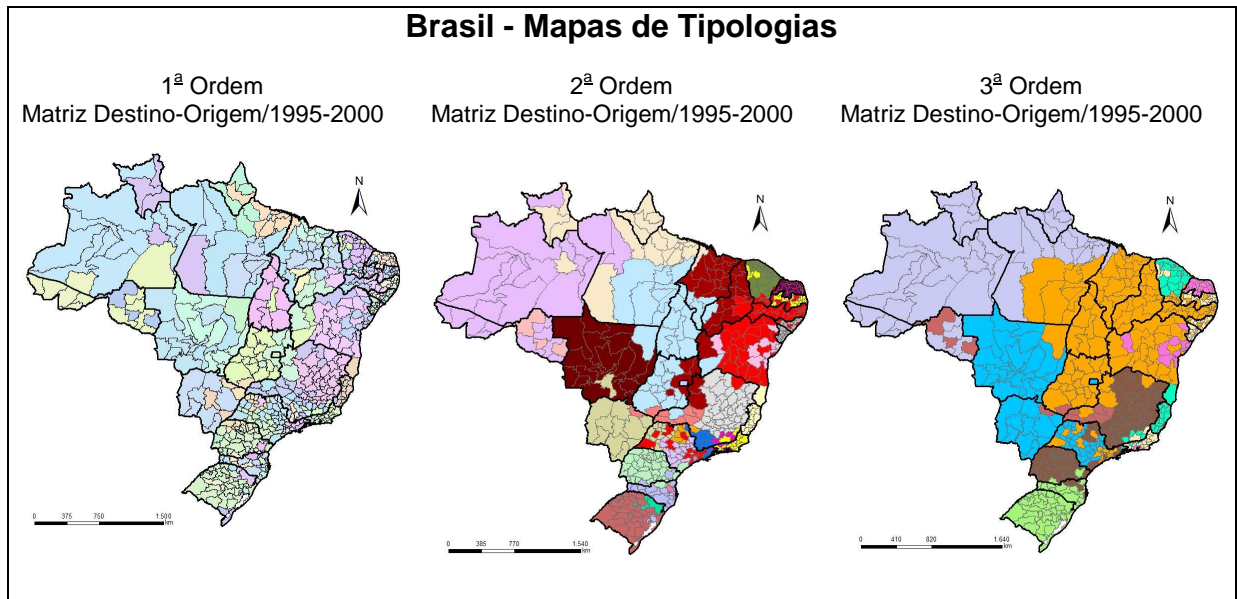 Brasil - Mapas de Tipologias
1ª Ordem
Matriz Destino-Origem/1995-2000
2ª Ordem
Matriz Destino-Origem/1995-2000
3ª Ordem
Matriz Destino-Origem/1995-2000
N
N
N
0 375 750 1.500
km
0 385 770 1.540
km
0 410 820 1.640
km